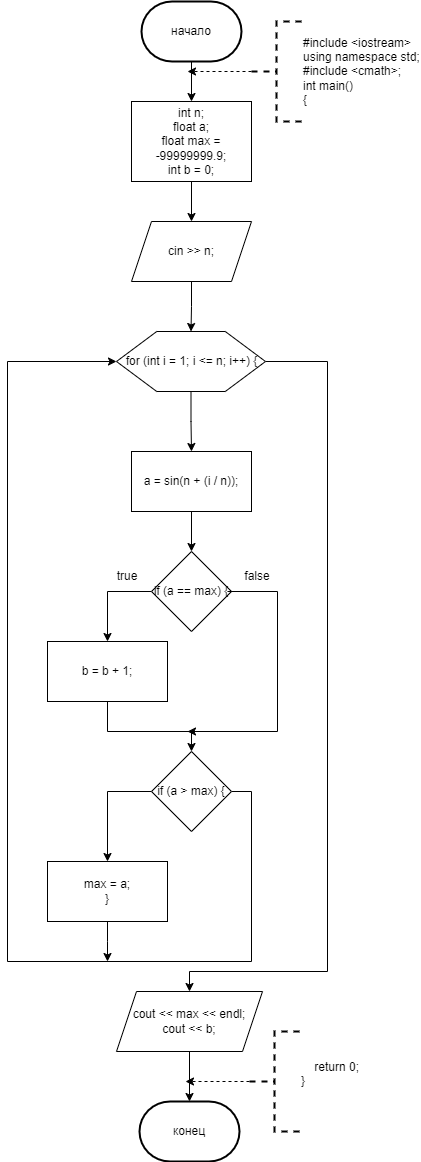 начало
#include <iostream>
using namespace std;
#include <cmath>;
int main()
{
int n;
float a;
float max =
-99999999.9;
int b = 0;
cin >> n;
for (int i = 1; i <= n; i++) {
a = sin(n + (i / n));
true
false
if (a == max) {
b = b + 1;
if (a > max) {
max = a;
}
cout << max << endl;
cout << b;
return 0;
}
конец